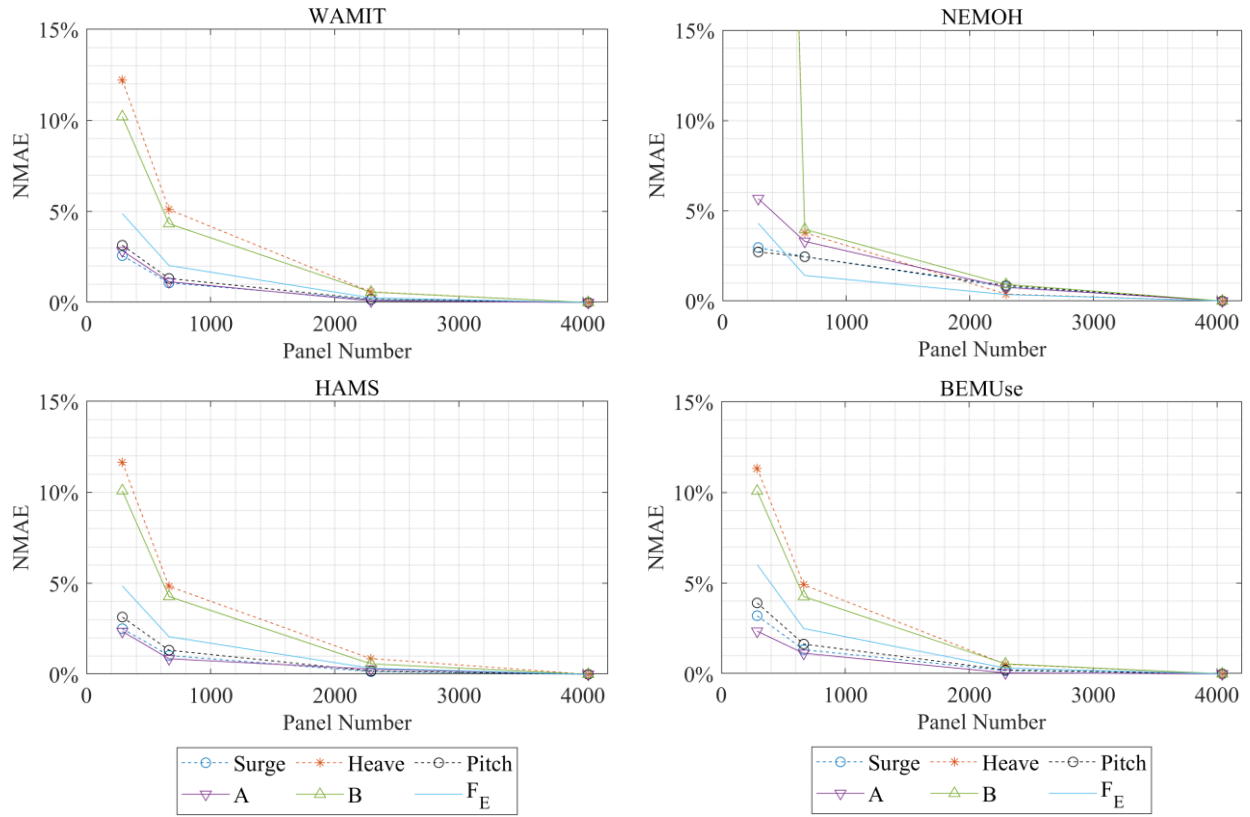 WAMIT
15%
10%
5%
0%
NMAE
0 1000 2000 3000 4000
Panel Number
NEMOH
15%
10%
5%
0%
NMAE
0 1000 2000 3000 4000
Panel Number
HAMS
15%
10%
5%
0%
NMAE
0 1000 2000 3000 4000
Panel Number
BEMUse
15%
10%
5%
0%
NMAE
0 1000 2000 3000 4000
Panel Number
Surge Heave Pitch
A B F_E
Surge Heave Pitch
A B F_E